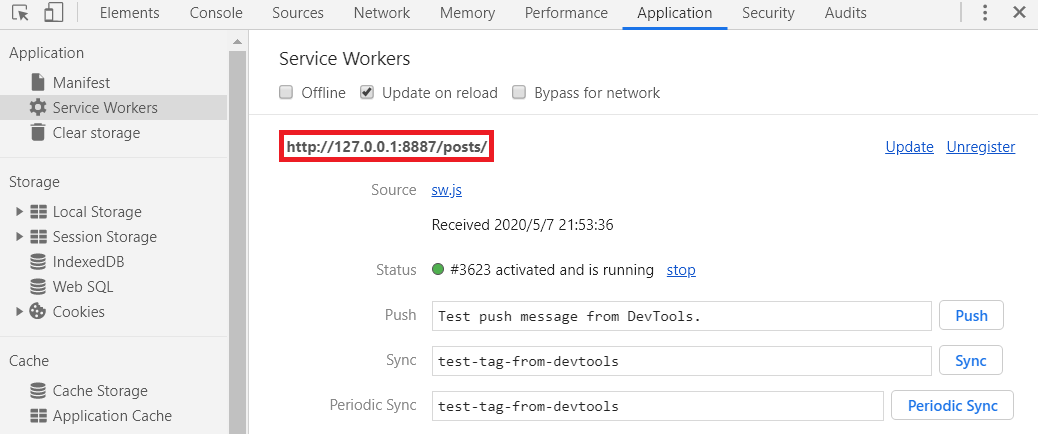 Elements Console Sources Network Memory Performance Application Security Audits
Application
Manifest
Service Workers
Clear storage
Storage
Local Storage
Session Storage
IndexedDB
Web SQL
Cookies
Cache
Cache Storage
Application Cache
Service Workers
Offline Update on reload Bypass for network
http://127.0.0.1:8887/posts/ Update Unregister
Source sw.js
Received 2020/5/7 21:53:36
Status #3623 activated and is running stop
Push Test push message from DevTools. Push
Sync test-tag-from-devtools Sync
Periodic Sync test-tag-from-devtools Periodic Sync